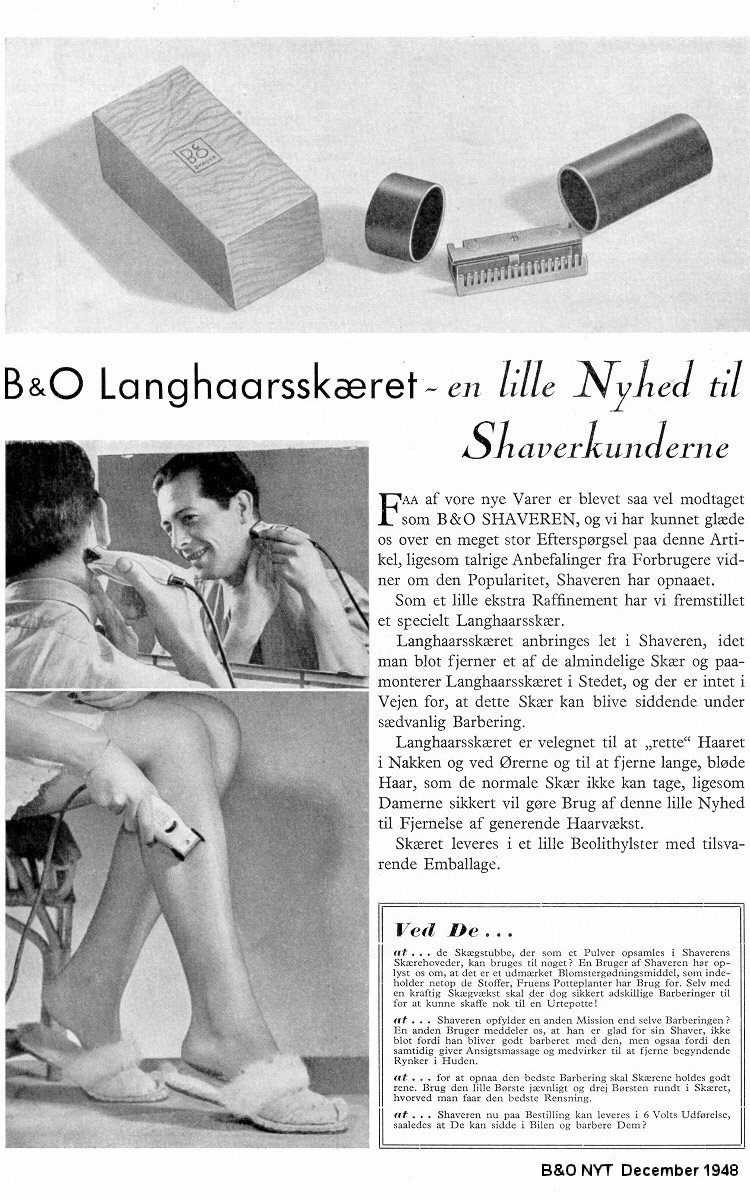 B&O
B&O Langhaarsskæret - en lille Nyhed til
Shaverkunderne
FAA af vore nye Varer er blevet saa vel modtaget
som B&O SHAVEREN, og vi har kunnet glæde
os over en meget stor Efterspørgsel paa denne Arti-
kel, ligesom talrige Anbefalinger fra Forbrugere vid-
ner om den Popularitet, Shaveren har opnaaet.
Som et lille ekstra Raffinement har vi fremstillet
et specielt Langhaarsskær.
Langhaarsskæret anbringes let i Shaveren, idet
man blot fjerner et af de almindelige Skær og paa-
monterer Langhaarsskæret i Stedet, og der er intet i
Vejen for, at dette Skær kan blive siddende under
sædvanlig Barbering.
Langhaarsskæret er velegnet til at „rette“ Haaret
i Nakken og ved Ørerne og til at fjerne lange, bløde
Haar, som de normale Skær ikke kan tage, ligesom
Damerne sikkert vil gøre Brug af denne lille Nyhed
til Fjernelse af generende Haarvækst.
Skæret leveres i et lille Beolithylster med tilsva-
rende Emballage.
Ved De . . .
at . . . de Skægstubbe, der som et Pulver opsamles i Shaverens
Skærehoveder, kan bruges til noget? En Bruger af Shaveren har op-
lyst os om, at det er et udmærket Blomstergødningsmiddel, som inde-
holder netop de Stoffer, Fruens Potteplanter har Brug for. Selv med
en kraftig Skægvækst skal der dog sikkert adskillige Barberinger til
for at kunne skaffe nok til en Urtepotte!
at . . . Shaveren opfylder en anden Mission end selve Barberingen?
En anden Bruger meddeler os, at han er glad for sin Shaver, ikke
blot fordi han bliver godt barberet med den, men ogsaa fordi den
samtidig giver Ansigtsmassage og medvirker til at fjerne begyndende
Rynker i Huden.
at . . . for at opnaa den bedste Barbering skal Skærene holdes godt
rene. Brug den lille Børste jævnligt og drej Børsten rundt i Skæret,
hvorved man faar den bedste Rensning.
at . . . Shaveren nu paa Bestilling kan leveres i 6 Volts Udførelse,
saaledes at De kan sidde i Bilen og barbere Dem?
B&O NYT December 1948